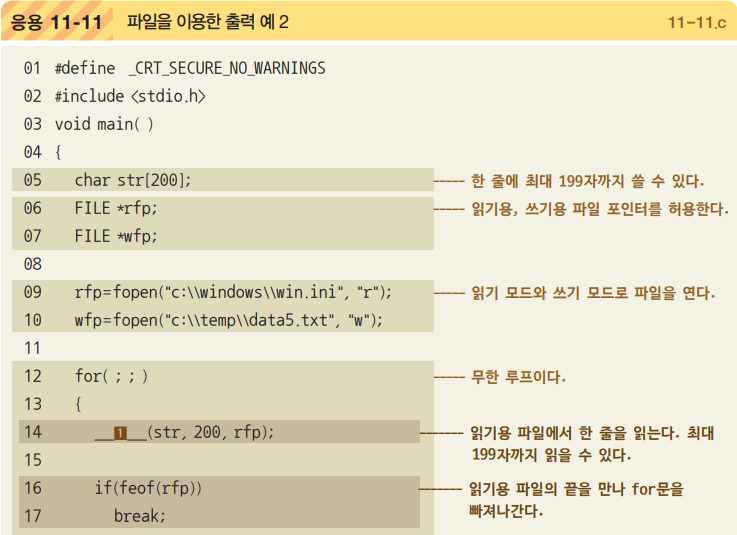 응용 11-11 파일을 이용한 출력 예 2 11-11.c
01 #define _CRT_SECURE_NO_WARNINGS
02 #include <stdio.h>
03 void main( )
04 {
05 char str[200]; 한 줄에 최대 199자까지 쓸 수 있다.
06 FILE *rfp; 읽기용, 쓰기용 파일 포인터를 허용한다.
07 FILE *wfp;
08
09 rfp=fopen("c:\\windows\\win.ini", "r"); 읽기 모드와 쓰기 모드로 파일을 연다.
10 wfp=fopen("c:\\temp\\data5.txt", "w");
11
12 for( ; ; ) 무한 루프이다.
13 {
14 __1__(str, 200, rfp); 읽기용 파일에서 한 줄을 읽는다. 최대
15 199자까지 읽을 수 있다.
16 if(feof(rfp)) 읽기용 파일의 끝을 만나 for문을
17 break; 빠져나간다.